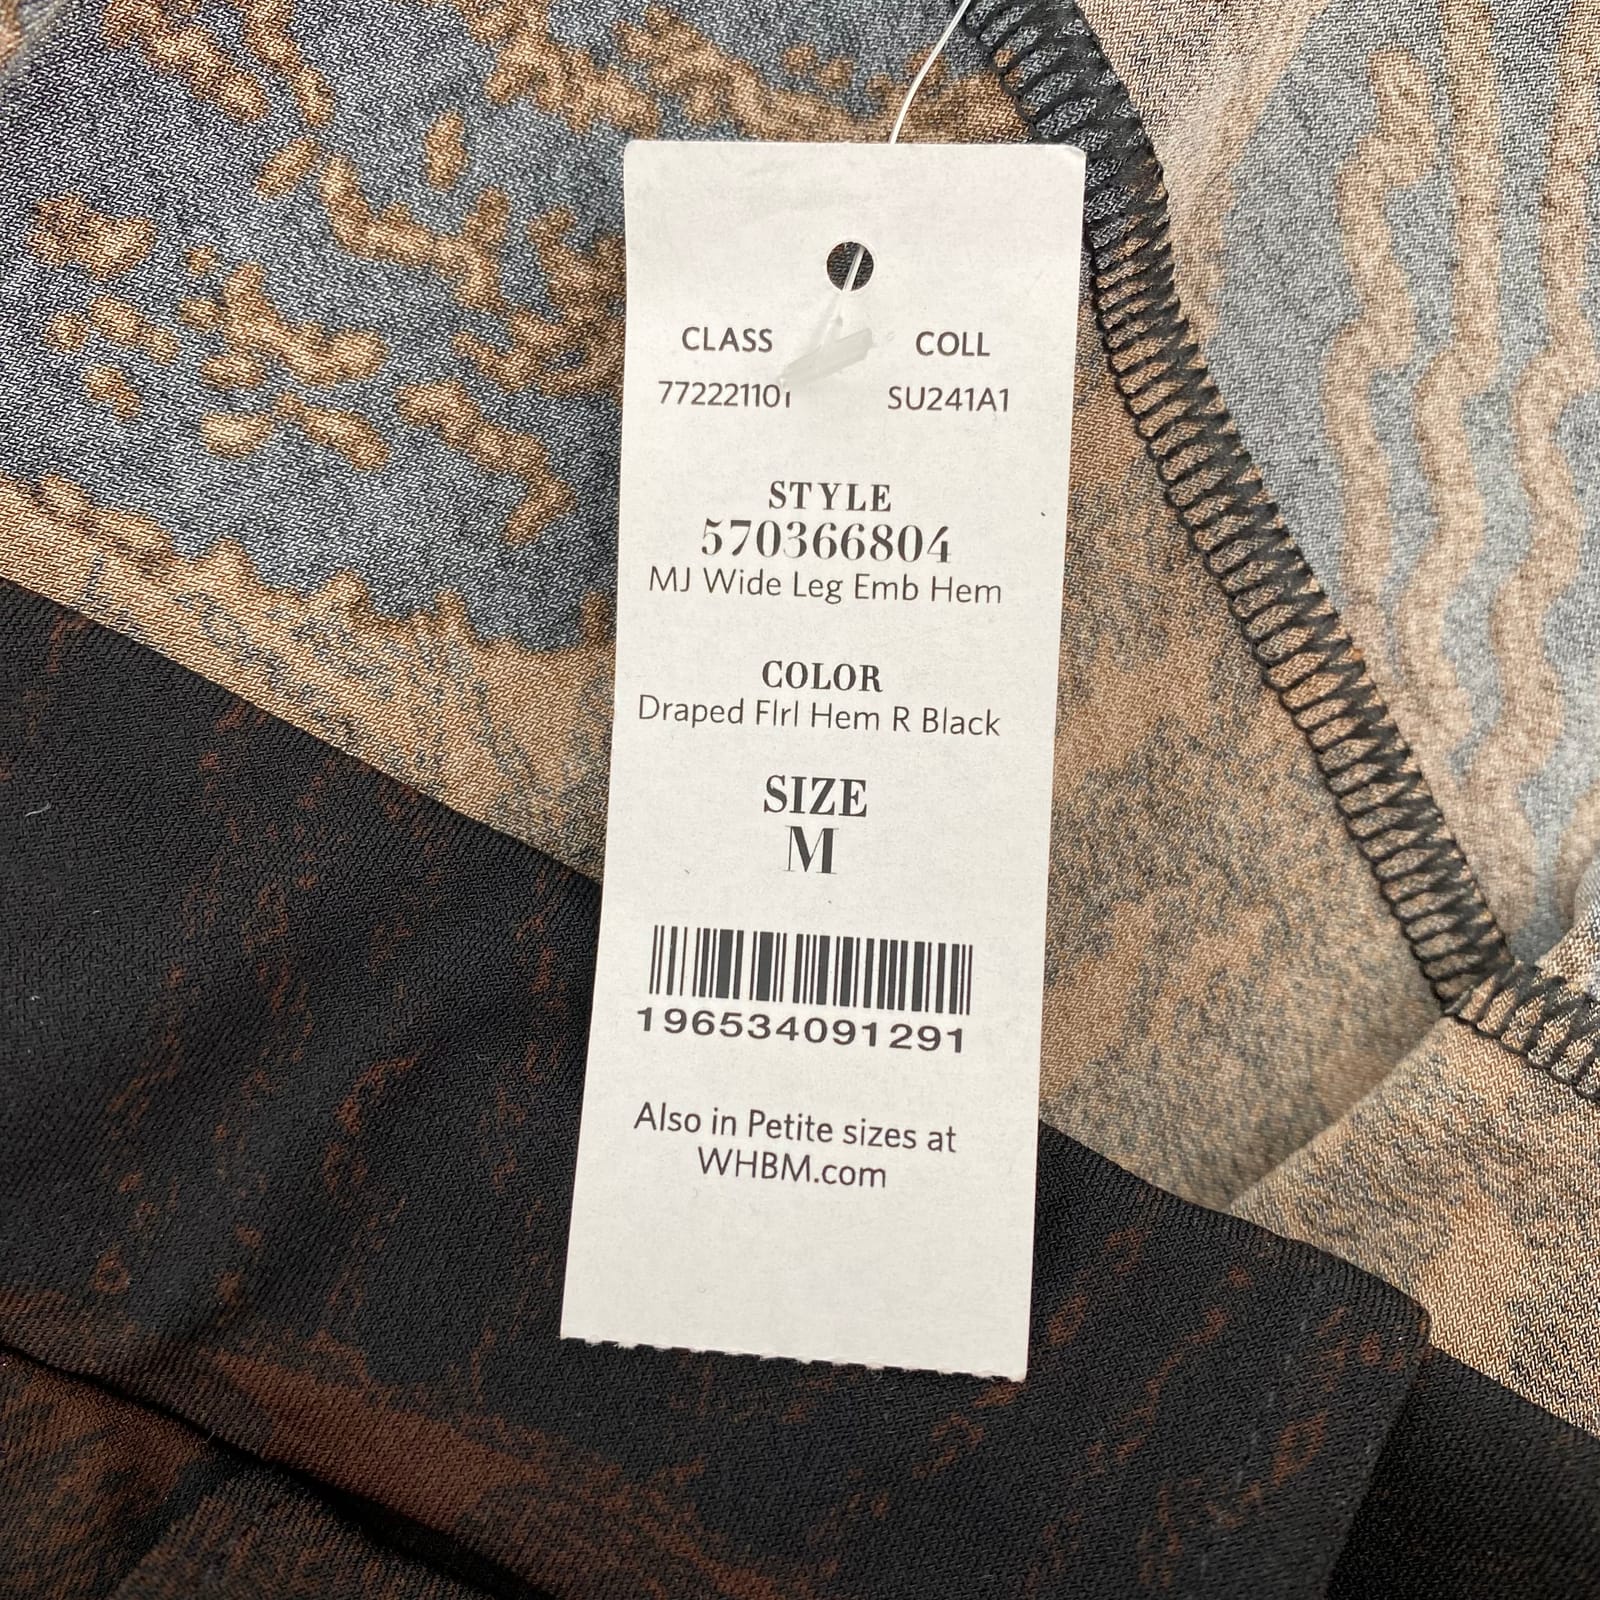 CLASS COLL
772221101 SU241A1
STYLE
570366804
MJ Wide Leg Emb Hem
COLOR
Draped Flrl Hem R Black
SIZE
M
196534091291
Also in Petite sizes at
WHBM.com